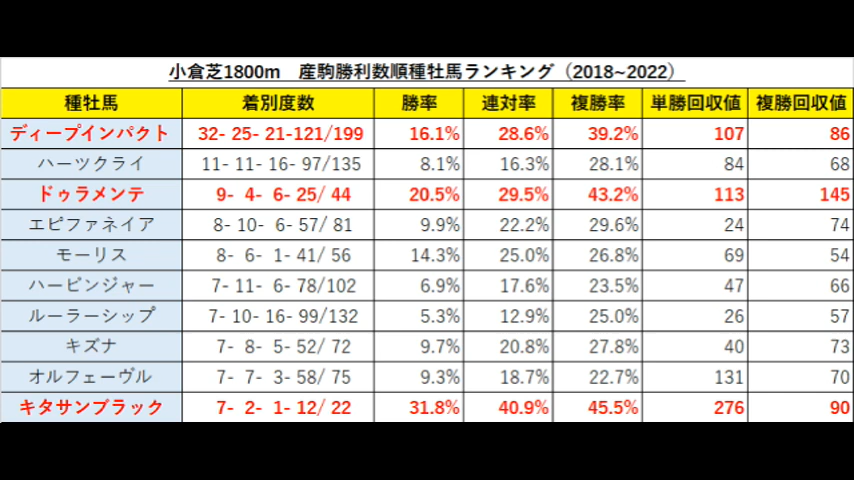 小倉芝1800m 産駒勝利数順種牡馬ランキング（2018~2022）
種牡馬 着別度数 勝率 連対率 複勝率 単勝回収値 複勝回収値
ディープインパクト 32- 25- 21-121/199 16.1% 28.6% 39.2% 107 86
ハーツクライ 11- 11- 16- 97/135 8.1% 16.3% 28.1% 84 68
ドゥラメンテ 9- 4- 6- 25/ 44 20.5% 29.5% 43.2% 113 145
エピファネイア 8- 10- 6- 57/ 81 9.9% 22.2% 29.6% 24 74
モーリス 8- 6- 1- 41/ 56 14.3% 25.0% 26.8% 69 54
ハービンジャー 7- 11- 6- 78/102 6.9% 17.6% 23.5% 47 66
ルーラーシップ 7- 10- 16- 99/132 5.3% 12.9% 25.0% 26 57
キズナ 7- 8- 5- 52/ 72 9.7% 20.8% 27.8% 40 73
オルフェーヴル 7- 7- 3- 58/ 75 9.3% 18.7% 22.7% 131 70
キタサンブラック 7- 2- 1- 12/ 22 31.8% 40.9% 45.5% 276 90